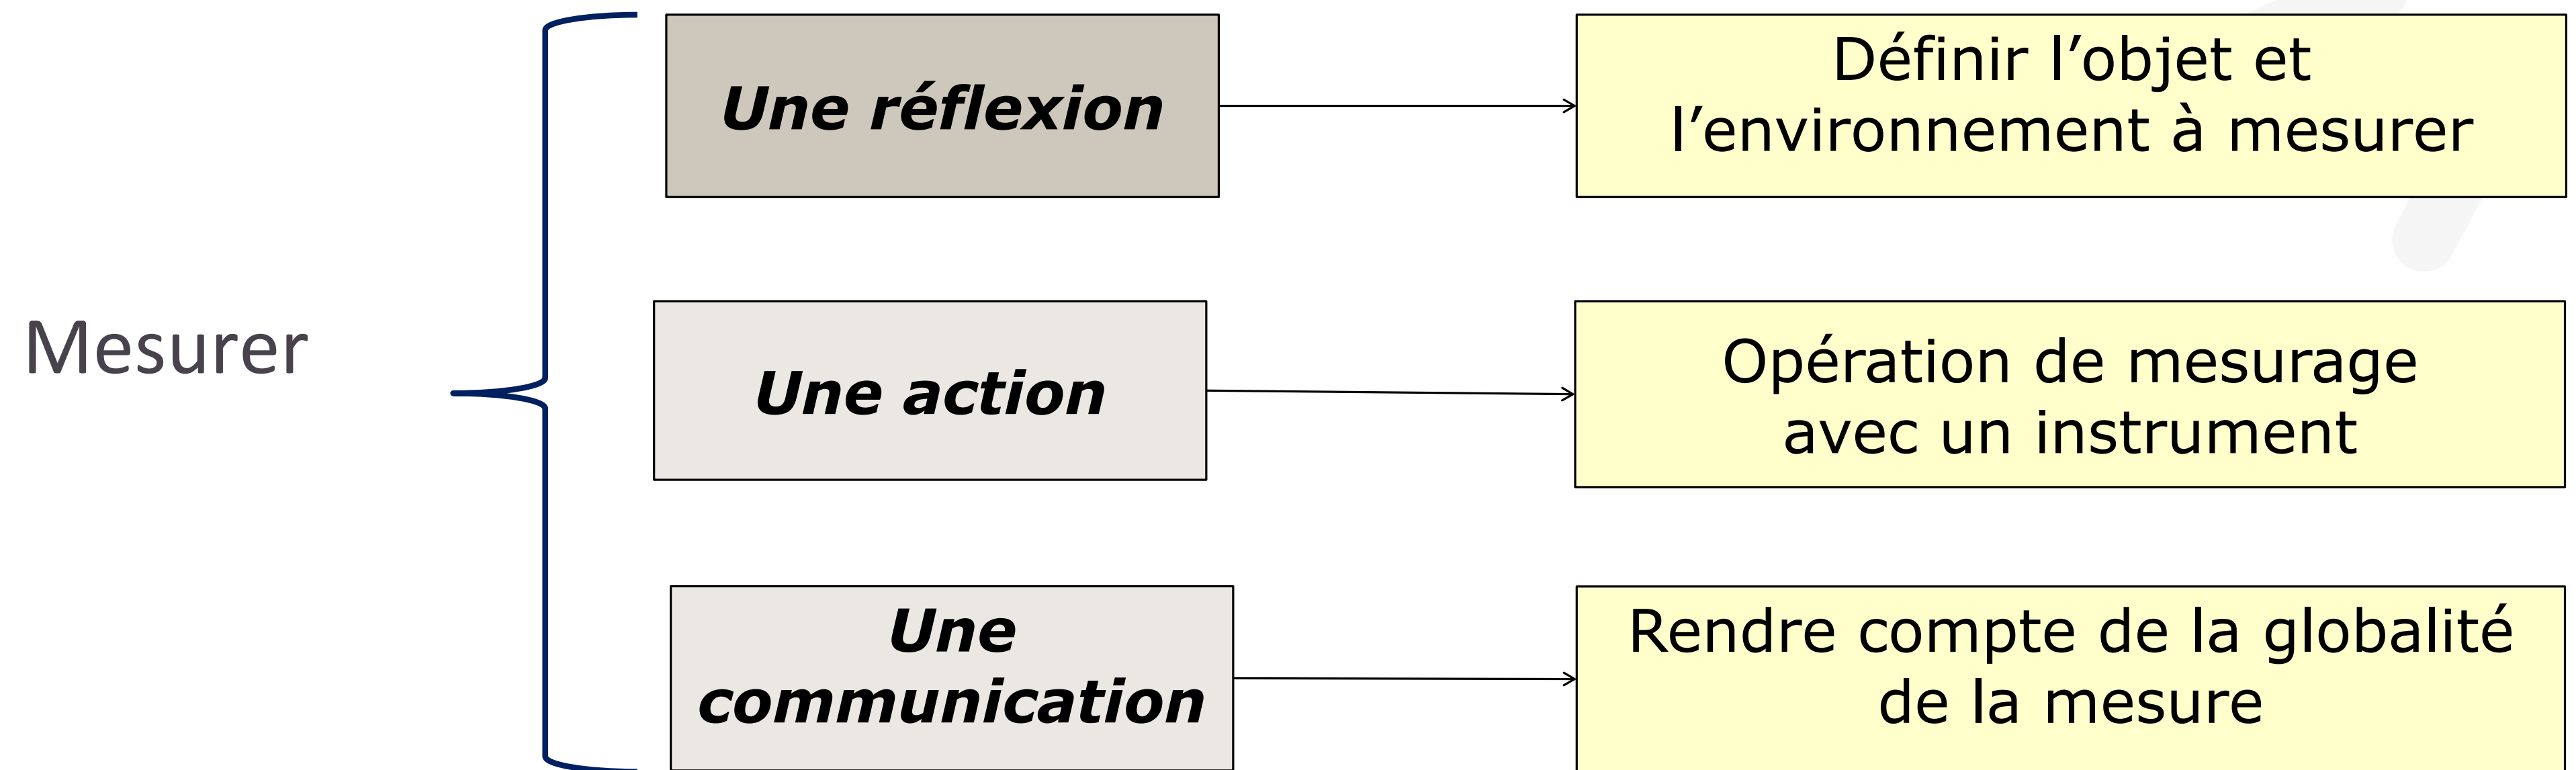 Mesurer
Une réflexion
Définir l’objet et
l’environnement à mesurer
Une action
Opération de mesurage
avec un instrument
Une
communication
Rendre compte de la globalité
de la mesure